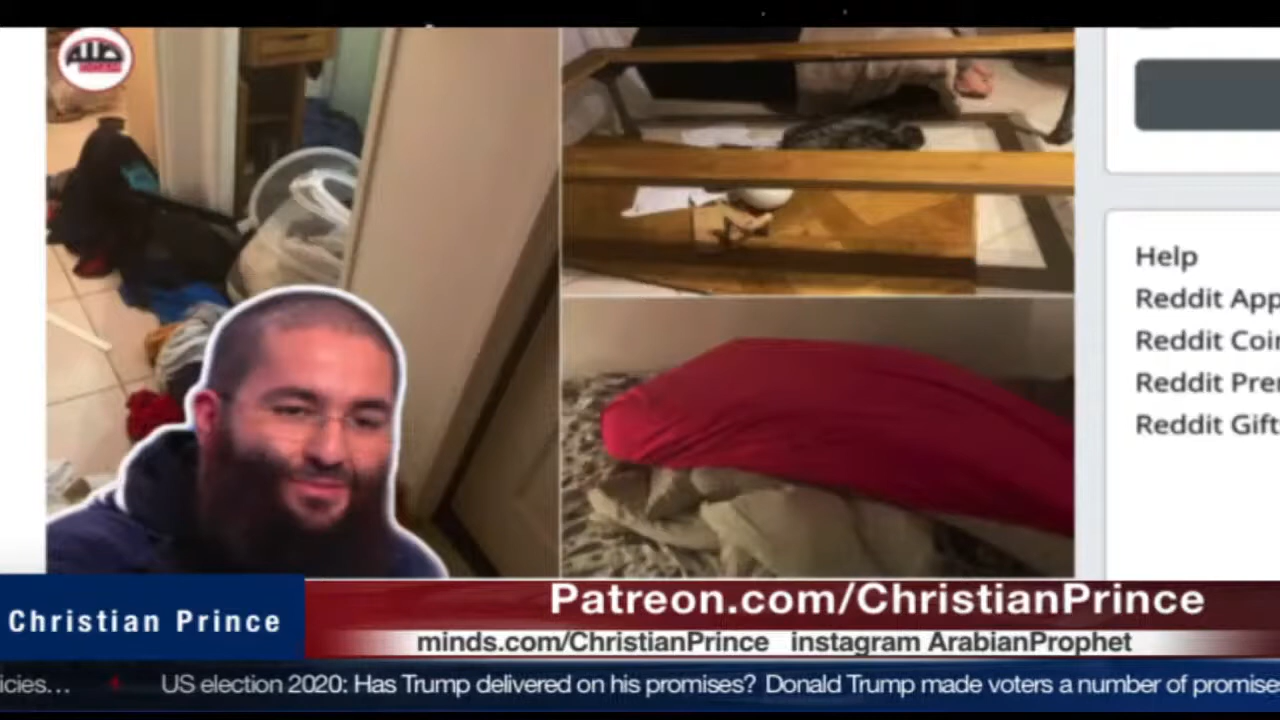 Help
Reddit App
Reddit Coin
Reddit Prem
Reddit Gift
Patreon.com/ChristianPrince
Christian Prince
minds.com/ChristianPrince instagram ArabianProphet
icies... US election 2020: Has Trump delivered on his promises? Donald Trump made voters a number of promise